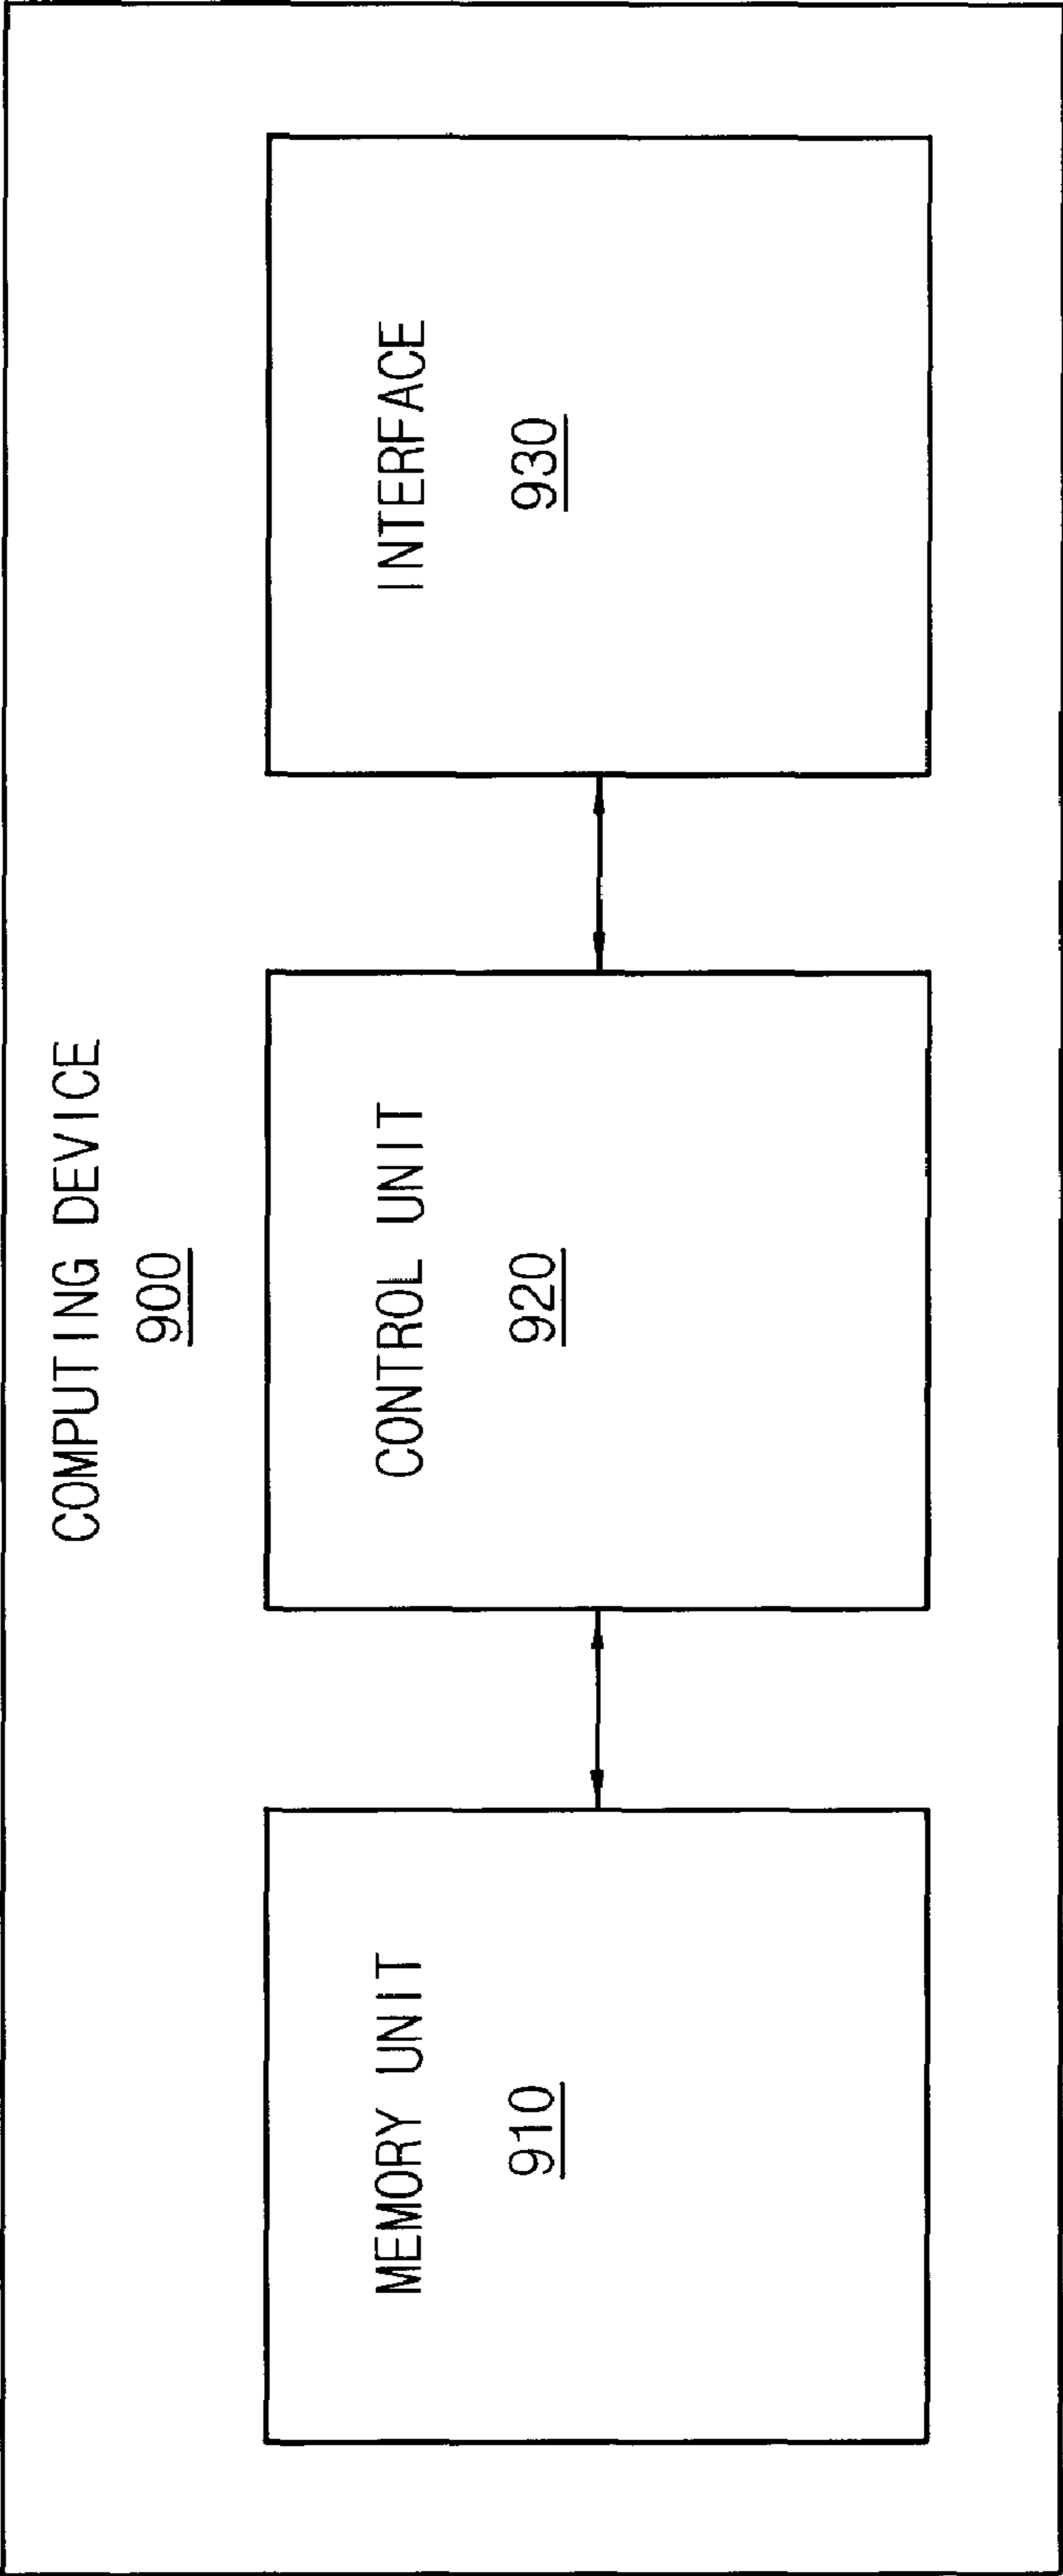 COMPUTING DEVICE
900
MEMORY UNIT
910
CONTROL UNIT
920
INTERFACE
930